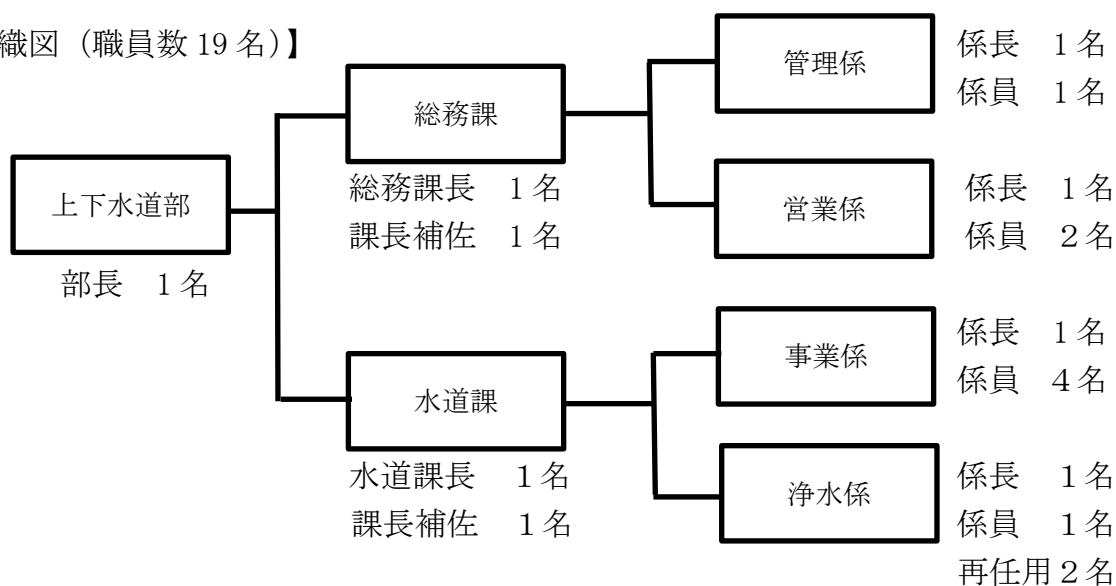 織図（職員数 19 名）】
上下水道部
部長　1 名
総務課
総務課長　1 名
課長補佐　1 名
管理係
係長　1 名
係員　1 名
営業係
係長　1 名
係員　２名
水道課
水道課長　1 名
課長補佐　1 名
事業係
係長　1 名
係員　４名
浄水係
係長　1 名
係員　1 名
再任用２名